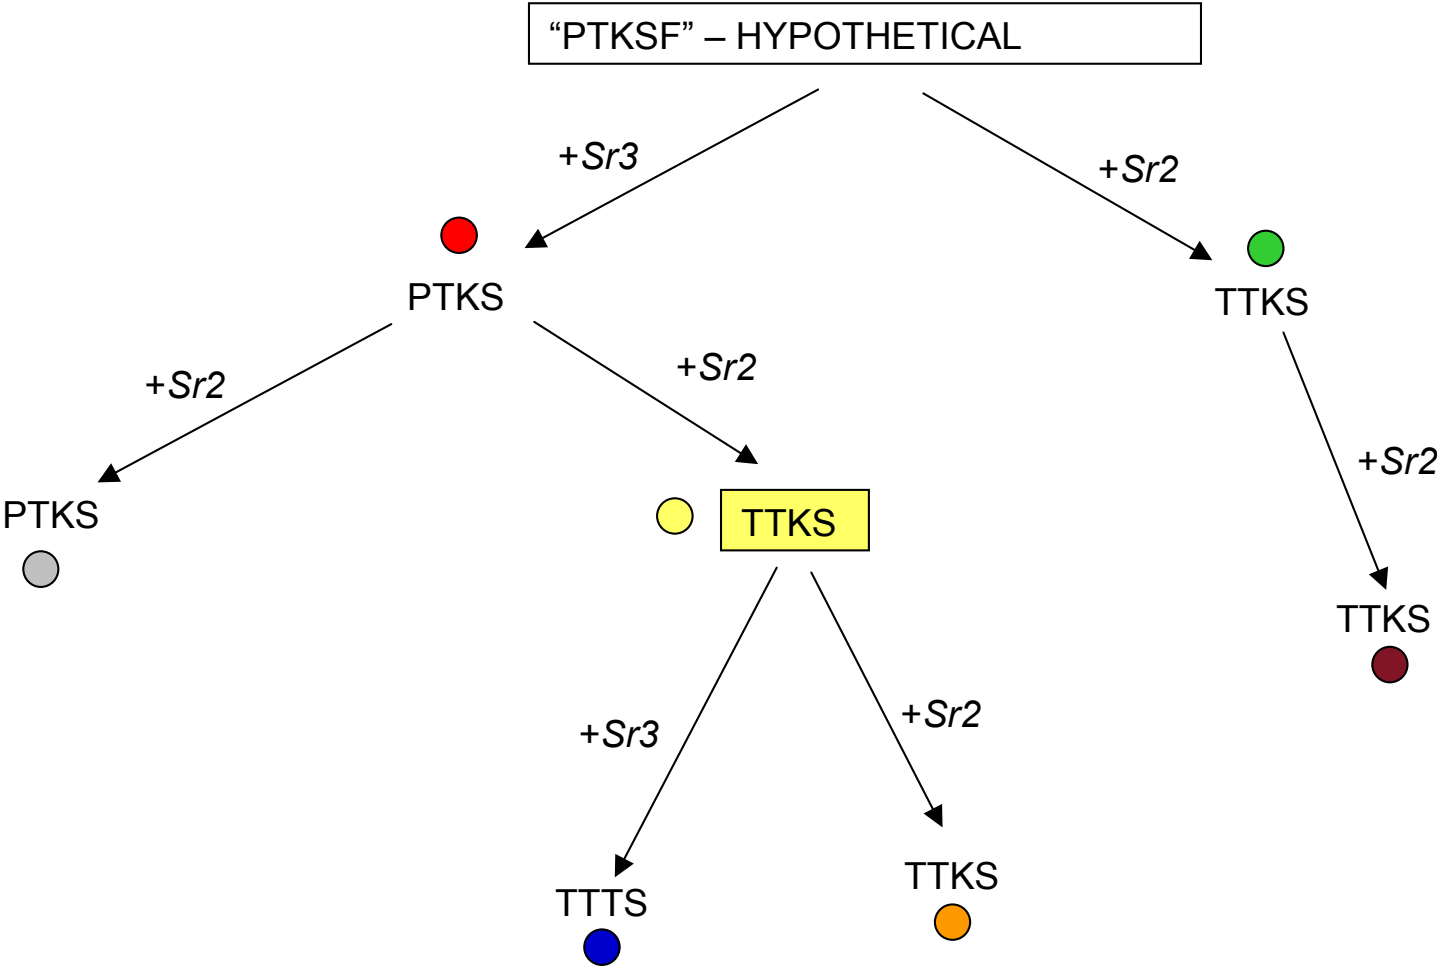 “PTKSF” – HYPOTHETICAL
+Sr3
+Sr2
PTKS
TTKS
+Sr2
+Sr2
+Sr2
PTKS
TTKS
TTKS
+Sr3
+Sr2
TTTS
TTKS